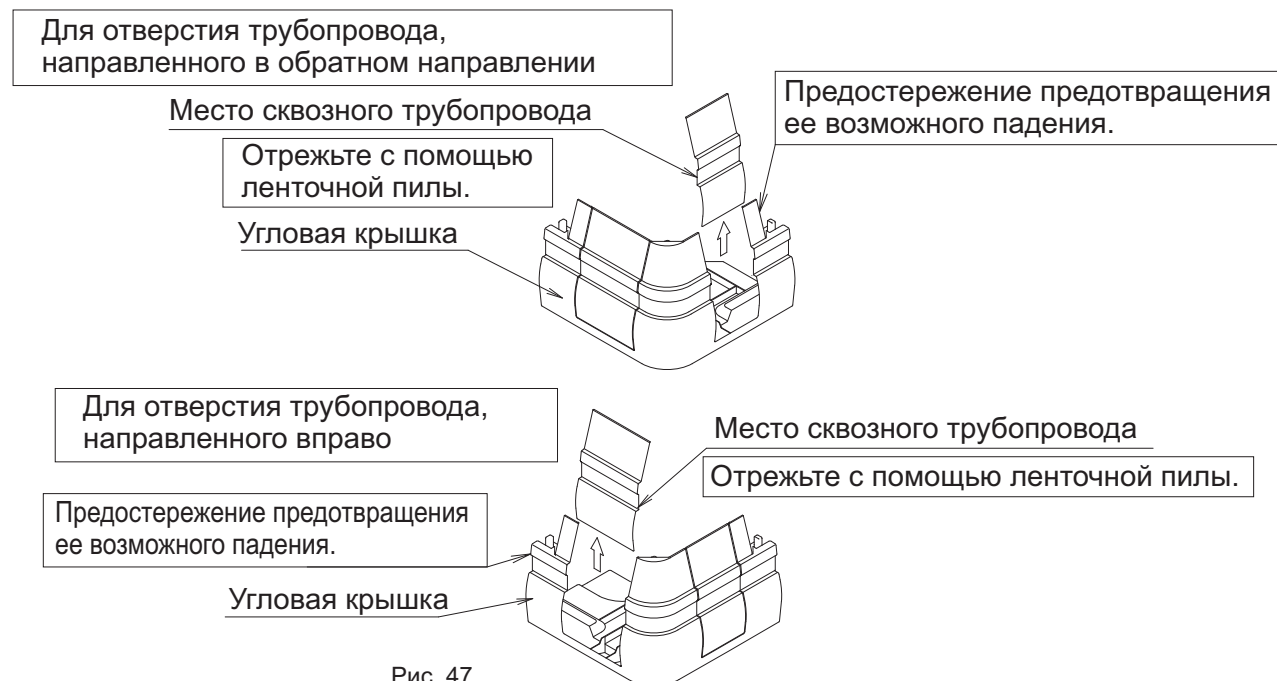 Для отверстия трубопровода,
направленного в обратном направлении
Место сквозного трубопровода
Предостережение предотвращения
ее возможного падения.
Отрежьте с помощью
ленточной пилы.
Угловая крышка
Для отверстия трубопровода,
направленного вправо
Место сквозного трубопровода
Отрежьте с помощью ленточной пилы.
Предостережение предотвращения
ее возможного падения.
Угловая крышка
Рис. 47